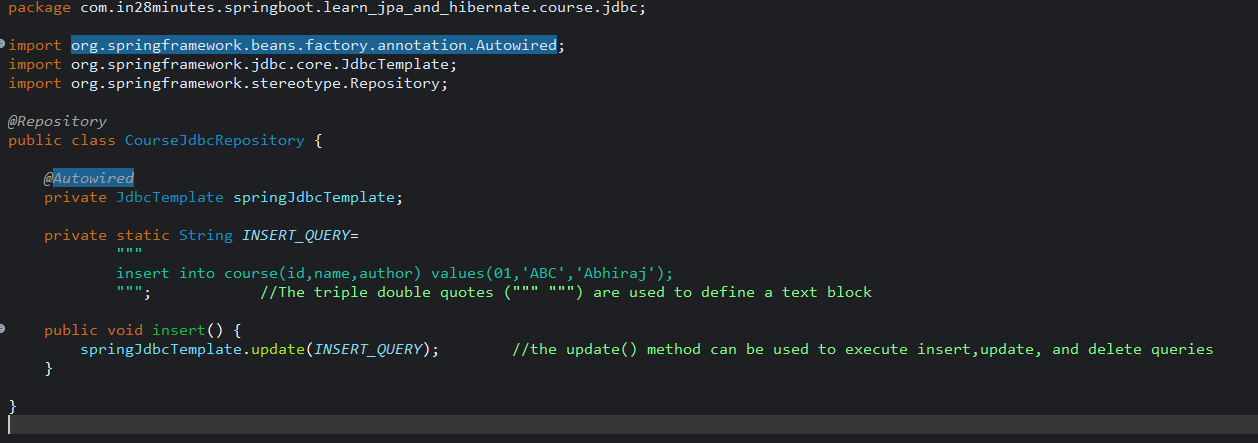 package com.in28minutes.springboot.learn_jpa_and_hibernate.course.jdbc;
import org.springframework.beans.factory.annotation.Autowired;
import org.springframework.jdbc.core.JdbcTemplate;
import org.springframework.stereotype.Repository;
@Repository
public class CourseJdbcRepository {
@Autowired
private JdbcTemplate springJdbcTemplate;
private static String INSERT_QUERY=
"""
insert into course(id,name,author) values(01,'ABC','Abhiraj');
"""; //The triple double quotes (""" """) are used to define a text block
public void insert() {
springJdbcTemplate.update(INSERT_QUERY); //the update() method can be used to execute insert,update, and delete queries
}
}